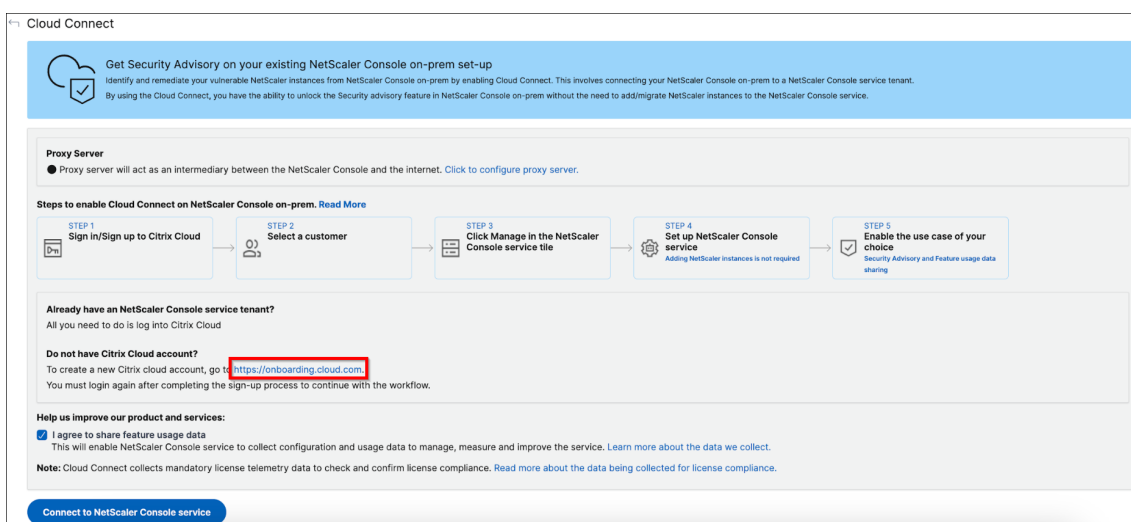 Cloud Connect
Get Security Advisory on your existing NetScaler Console on-prem set-up
Identify and remediate your vulnerable NetScaler instances from NetScaler Console on-prem by enabling Cloud Connect. This involves connecting your NetScaler Console on-prem to a NetScaler Console service tenant.
By using the Cloud Connect, you have the ability to unlock the Security advisory feature in NetScaler Console on-prem without the need to add/migrate NetScaler instances to the NetScaler Console service.
Proxy Server
Proxy server will act as an intermediary between the NetScaler Console and the internet. Click to configure proxy server.
Steps to enable Cloud Connect on NetScaler Console on-prem. Read More
STEP 1
Sign in/Sign up to Citrix Cloud
STEP 2
Select a customer
STEP 3
Click Manage in the NetScaler
Console service tile
STEP 4
Set up NetScaler Console
service
Adding NetScaler instances is not required
STEP 5
Enable the use case of your
choice
Security Advisory and Feature usage data
sharing
Already have an NetScaler Console service tenant?
All you need to do is log into Citrix Cloud
Do not have Citrix Cloud account?
To create a new Citrix cloud account, go to https://onboarding.cloud.com.
You must login again after completing the sign-up process to continue with the workflow.
Help us improve our product and services:
I agree to share feature usage data
This will enable NetScaler Console service to collect configuration and usage data to manage, measure and improve the service. Learn more about the data we collect.
Note: Cloud Connect collects mandatory license telemetry data to check and confirm license compliance. Read more about the data being collected for license compliance.
Connect to NetScaler Console service